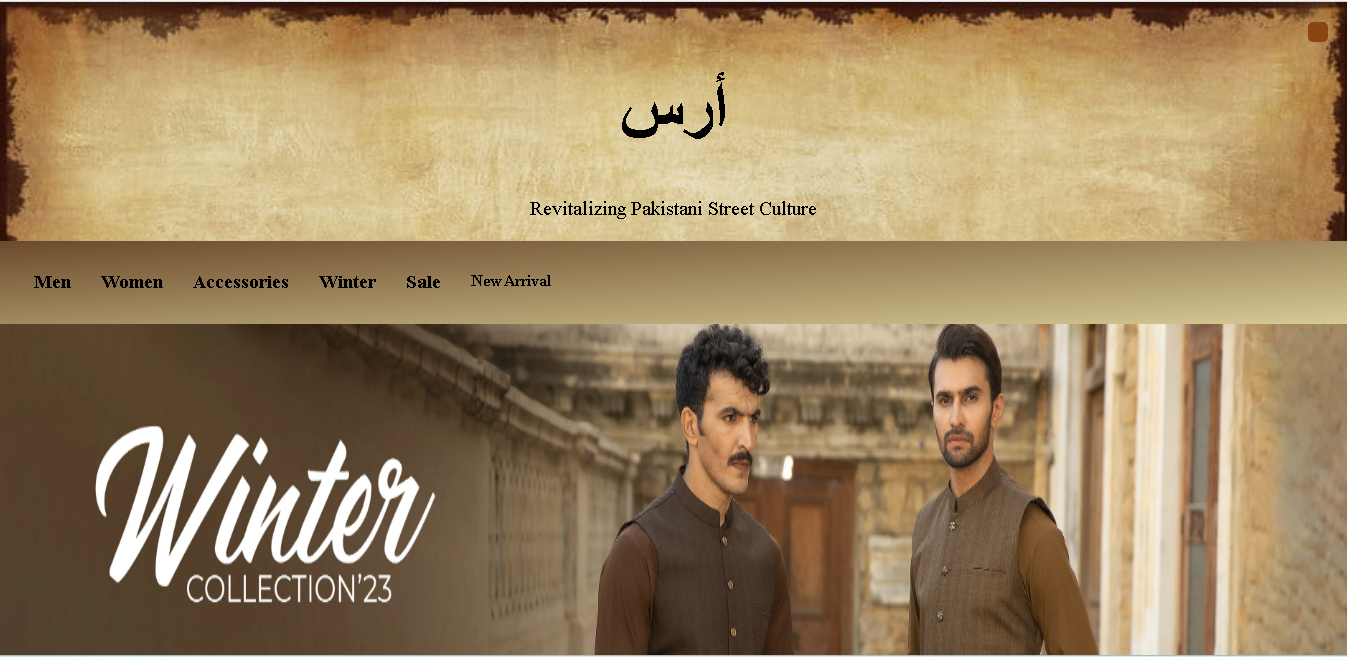 أرس
Revitalizing Pakistani Street Culture
Men Women Accessories Winter Sale New Arrival
Winter
COLLECTION'23